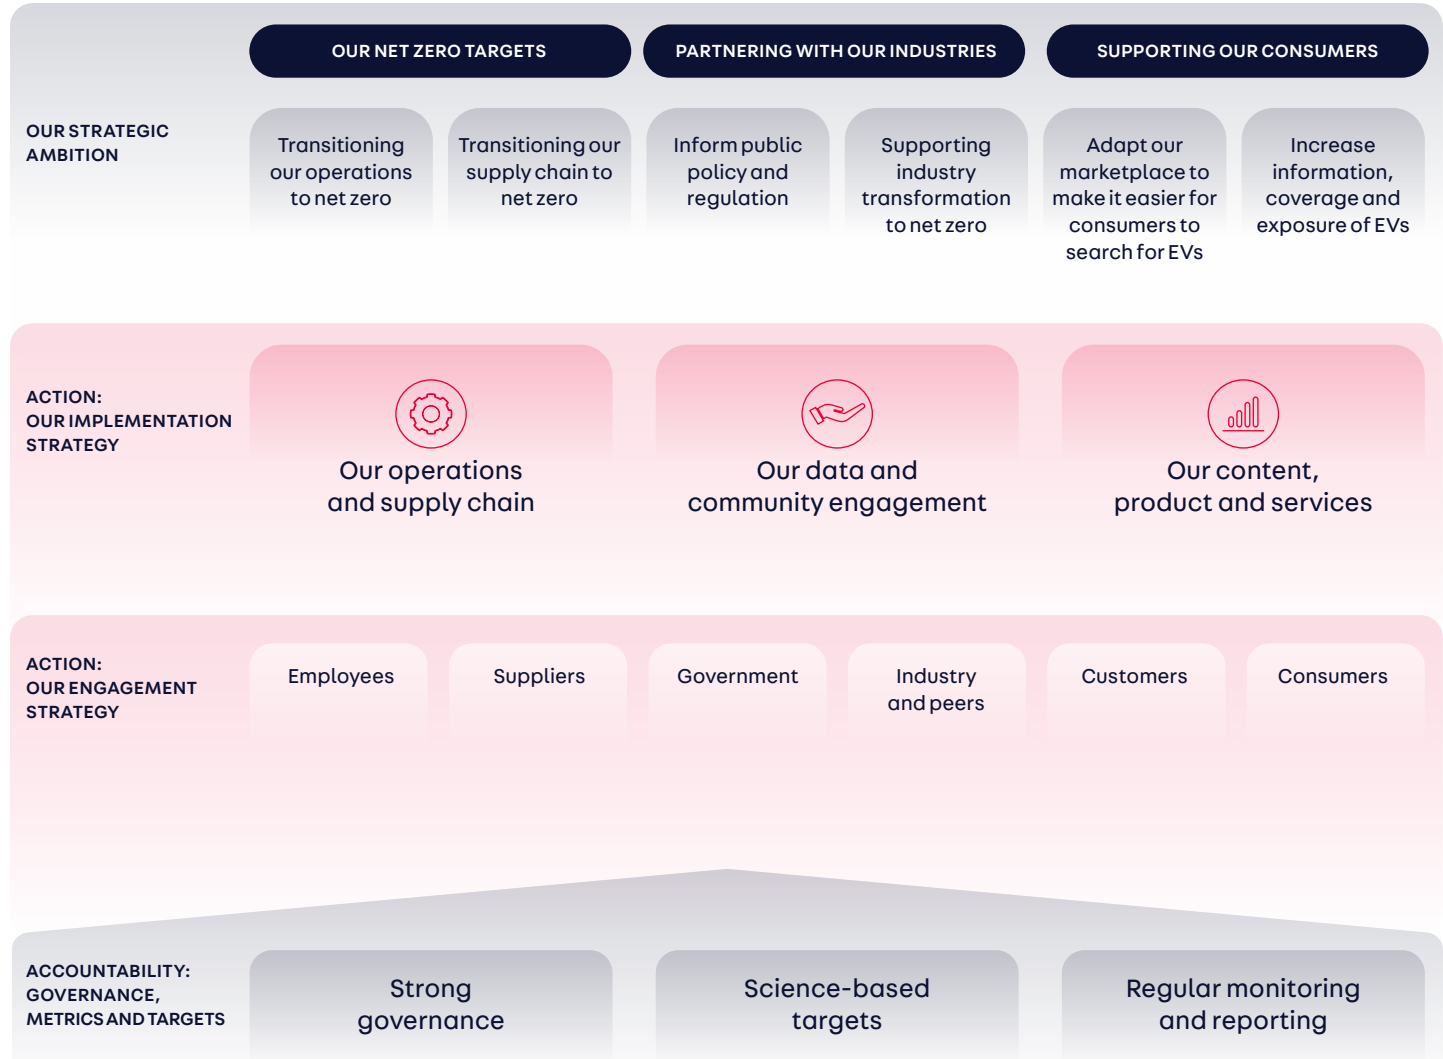 OUR NET ZERO TARGETS
PARTNERING WITH OUR INDUSTRIES
SUPPORTING OUR CONSUMERS
OUR STRATEGIC
AMBITION
Transitioning
our operations
to net zero
Transitioning our
supply chain to
net zero
Inform public
policy and
regulation
Supporting
industry
transformation
to net zero
Adapt our
marketplace to
make it easier for
consumers to
search for EVs
Increase
information,
coverage and
exposure of EVs
ACTION:
OUR IMPLEMENTATION
STRATEGY
Our operations
and supply chain
Our data and
community engagement
Our content,
product and services
ACTION:
OUR ENGAGEMENT
STRATEGY
Employees
Suppliers
Government
Industry
and peers
Customers
Consumers
ACCOUNTABILITY:
GOVERNANCE,
METRICS AND TARGETS
Strong
governance
Science-based
targets
Regular monitoring
and reporting